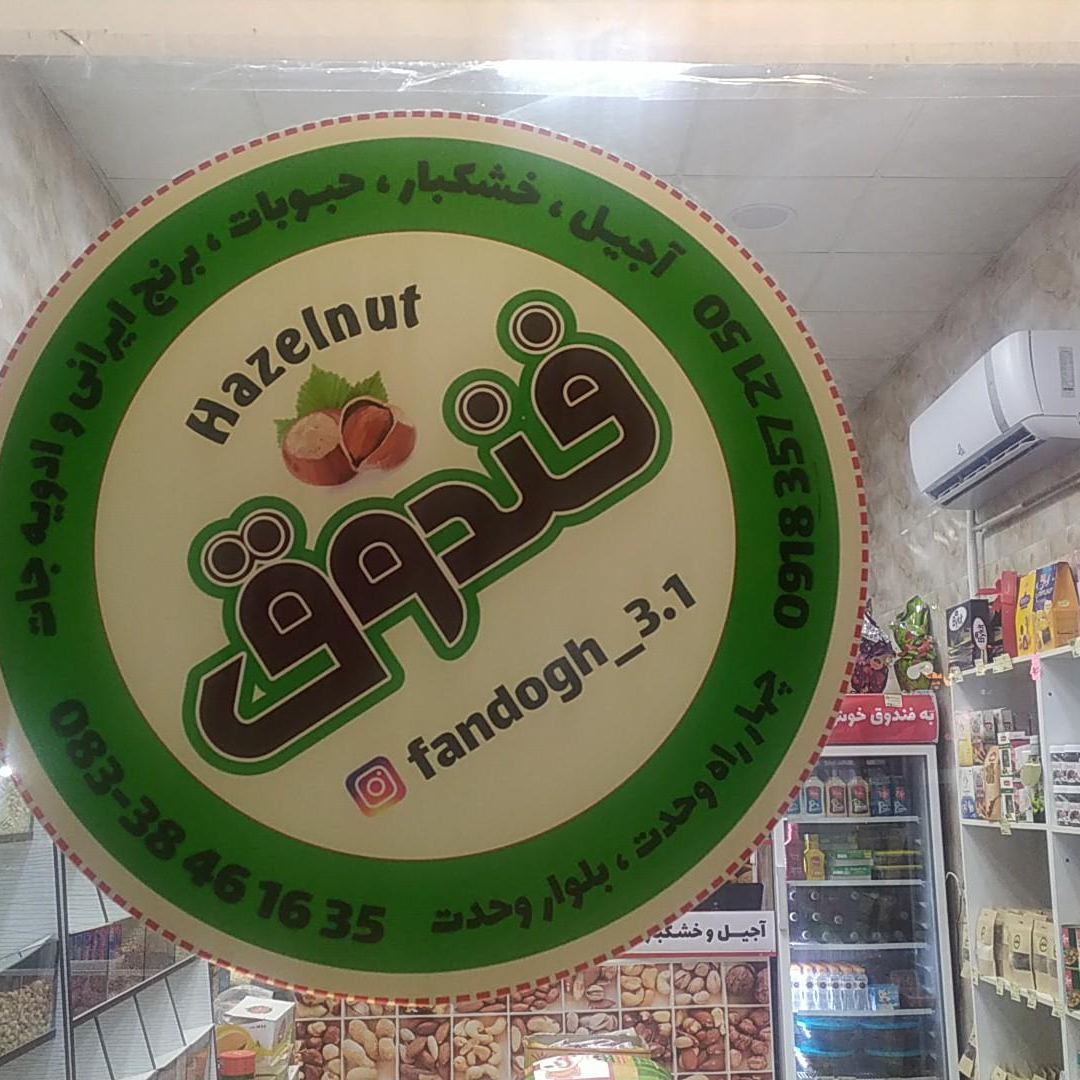 آجیل ، خشکبار ، حبوبات ، برنج ایرانی و ادویه جات
Hazelnut
فندوق
fandogh_3.1
0918 357 21 50
چهار راه وحدت ، بلوار وحدت
083-38 46 16 35
به فندوق خوش
آجیل و خشکبار